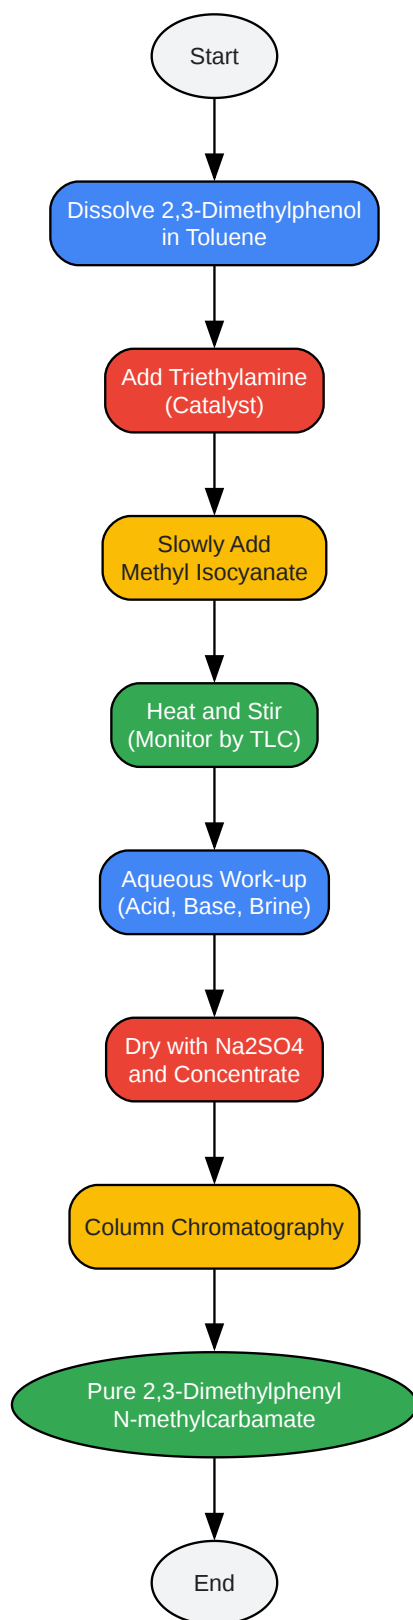 Start
Dissolve 2,3-Dimethylphenol
in Toluene
Add Triethylamine
(Catalyst)
Slowly Add
Methyl Isocyanate
Heat and Stir
(Monitor by TLC)
Aqueous Work-up
(Acid, Base, Brine)
Dry with Na2SO4
and Concentrate
Column Chromatography
Pure 2,3-Dimethylphenyl
N-methylcarbamate
End